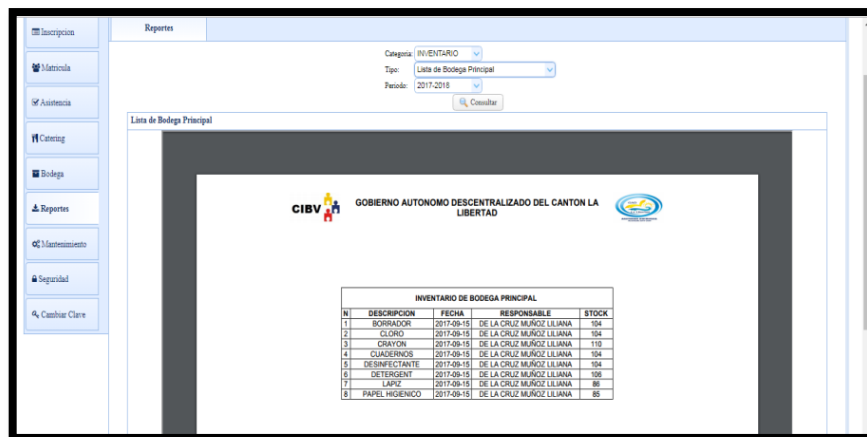 Inscripcion
Matricula
Asistencia
Catering
Bodega
Reportes
Mantenimiento
Seguridad
Cambiar Clave
Reportes
Categoria: INVENTARIO
Tipo: Lista de Bodega Principal
Periodo: 2017-2018
Consultar
Lista de Bodega Principal
CIBV
GOBIERNO AUTONOMO DESCENTRALIZADO DEL CANTON LA
LIBERTAD
INVENTARIO DE BODEGA PRINCIPAL
N DESCRIPCION FECHA RESPONSABLE STOCK
1 BORRADOR 2017-09-15 DE LA CRUZ MUÑOZ LILIANA 104
2 CLORO 2017-09-15 DE LA CRUZ MUÑOZ LILIANA 104
3 CRAYON 2017-09-15 DE LA CRUZ MUÑOZ LILIANA 110
4 CUADERNOS 2017-09-15 DE LA CRUZ MUÑOZ LILIANA 104
5 DESINFECTANTE 2017-09-15 DE LA CRUZ MUÑOZ LILIANA 104
6 DETERGENT 2017-09-15 DE LA CRUZ MUÑOZ LILIANA 106
7 LAPIZ 2017-09-15 DE LA CRUZ MUÑOZ LILIANA 86
8 PAPEL HIGIENICO 2017-09-15 DE LA CRUZ MUÑOZ LILIANA 85